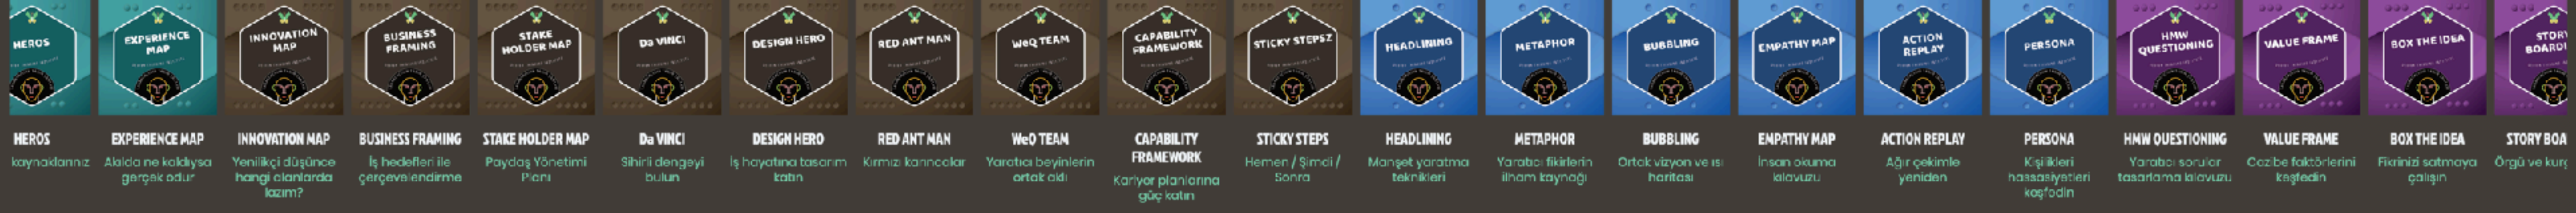 HEROS
EXPERIENCE
MAP
INNOVATION
MAP
BUSINESS
FRAMING
STAKE
HOLDER MAP
Da VINCI
DESIGN HERO
RED ANT MAN
WeQ TEAM
CAPABILITY
FRAMEWORK
STICKY STEPSZ
HEADLINING
METAPHOR
BUBBLING
EMPATHY MAP
ACTION
REPLAY
PERSONA
HMW
QUESTIONING
VALUE FRAME
BOX THE IDEA
STORY
BOARDI
HEROS
kaynaklarınız
EXPERIENCE MAP
Akılda ne kaldıysa
gerçek odur
INNOVATION MAP
Yenilikçi düşünce
hangi alanlarda
lazım?
BUSINESS FRAMING
İş hedefleri ile
çerçevelendirme
STAKE HOLDER MAP
Paydaş Yönetimi
Planı
Da VINCI
Sihirli dengeyi
bulun
DESIGN HERO
İş hayatına tasarım
katın
RED ANT MAN
Kırmızı karıncalar
WeQ TEAM
Yaratıcı beyinlerin
ortak aklı
CAPABILITY
FRAMEWORK
Kariyer planlarına
güç katın
STICKY STEPS
Hemen / Şimdi /
Sonra
HEADLINING
Manşet yaratma
teknikleri
METAPHOR
Yaratıcı fikirlerin
ilham kaynağı
BUBBLING
Ortak vizyon ve ısı
haritası
EMPATHY MAP
İnsan okuma
kılavuzu
ACTION REPLAY
Ağır çekimle
yeniden
PERSONA
Kişilikleri
hassasiyetleri
keşfedin
HMW QUESTIONING
Yaratıcı sorular
tasarlama kılavuzu
VALUE FRAME
Cazibe faktörlerini
keşfedin
BOX THE IDEA
Fikrinizi satmaya
çalışın
STORY BOA
Örgü ve kurg